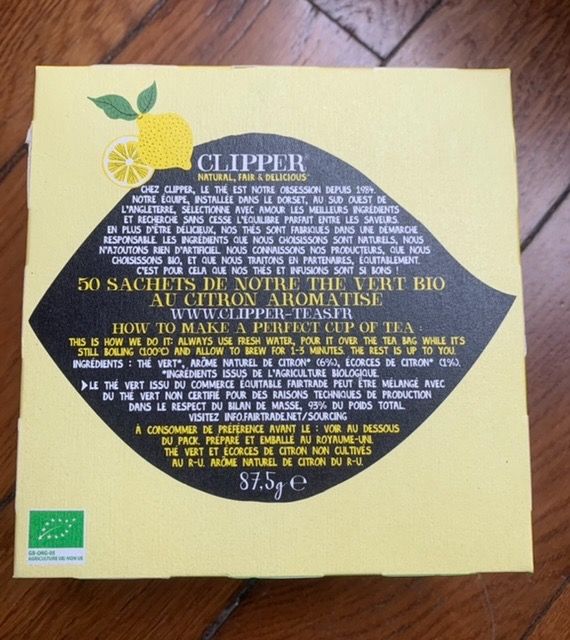 CLIPPER®
NATURAL, FAIR & DELICIOUS™
CHEZ CLIPPER, LE THÉ EST NOTRE OBSESSION DEPUIS 1984.
NOTRE ÉQUIPE, INSTALLÉE DANS LE DORSET, AU SUD OUEST DE
L'ANGLETERRE, SÉLECTIONNE AVEC AMOUR LES MEILLEURS INGRÉDIENTS
ET RECHERCHE SANS CESSE L'ÉQUILIBRE PARFAIT ENTRE LES SAVEURS.
EN PLUS D'ÊTRE DÉLICIEUX, NOS THÉS SONT FABRIQUÉS DANS UNE DÉMARCHE
RESPONSABLE. LES INGRÉDIENTS QUE NOUS CHOISISSONS SONT NATURELS, NOUS
N'AJOUTONS RIEN D'ARTIFICIEL. NOUS CONNAISSONS NOS PRODUCTEURS, QUE NOUS
CHOISISSONS BIO, ET QUE NOUS TRAITONS EN PARTENAIRES, ÉQUITABLEMENT.
C'EST POUR CELA QUE NOS THÉS ET INFUSIONS SONT SI BONS !
50 SACHETS DE NOTRE THÉ VERT BIO
AU CITRON AROMATISÉ
WWW.CLIPPER-TEAS.FR
HOW TO MAKE A PERFECT CUP OF TEA :
THIS IS HOW WE DO IT: ALWAYS USE FRESH WATER, POUR IT OVER THE TEA BAG WHILE IT'S
STILL BOILING (100°C) AND ALLOW TO BREW FOR 1-3 MINUTES. THE REST IS UP TO YOU.
INGRÉDIENTS : THÉ VERT*, ARÔME NATUREL DE CITRON* (6%), ÉCORCES DE CITRON* (1%).
*INGRÉDIENTS ISSUS DE L'AGRICULTURE BIOLOGIQUE.
LE THÉ VERT ISSU DU COMMERCE ÉQUITABLE FAIRTRADE PEUT ÊTRE MÉLANGÉ AVEC
DU THÉ VERT NON CERTIFIÉ POUR DES RAISONS TECHNIQUES DE PRODUCTION
DANS LE RESPECT DU BILAN DE MASSE, 93% DU POIDS TOTAL.
VISITEZ INFO.FAIRTRADE.NET/SOURCING
À CONSOMMER DE PRÉFÉRENCE AVANT LE : VOIR AU DESSOUS
DU PACK. PRÉPARÉ ET EMBALLÉ AU ROYAUME-UNI.
THÉ VERT ET ÉCORCES DE CITRON NON CULTIVÉS
AU R-U. ARÔME NATUREL DE CITRON DU R-U.
87,5g ℮
GB-ORG-05
AGRICULTURE UE/ NON UE